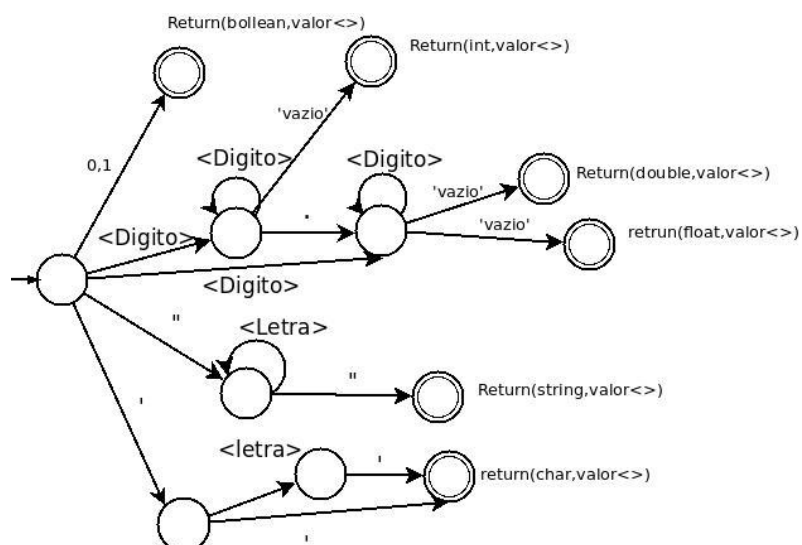 Return(bollean,valor<>)
Return(int,valor<>)
0,1
'vazio'
<Digito>
<Digito>
.
'vazio'
Return(double,valor<>)
'vazio'
retrun(float,valor<>)
<Digito>
<Digito>
"
<Letra>
"
Return(string,valor<>)
'
<letra>
'
return(char,valor<>)
'